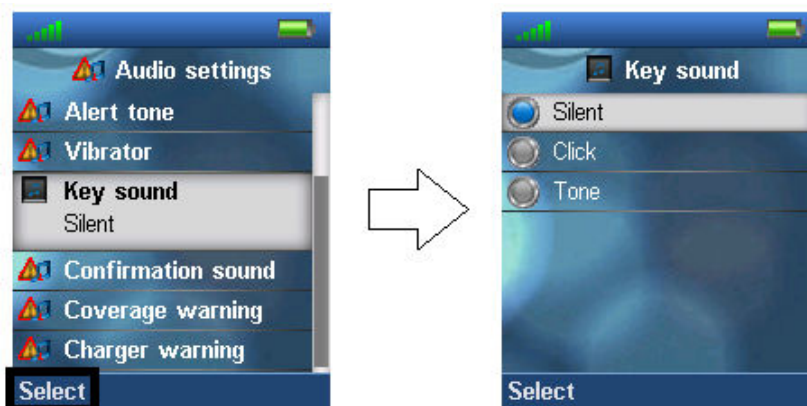 Audio settings
Alert tone
Vibrator
Key sound
Silent
Confirmation sound
Coverage warning
Charger warning
Select
Key sound
Silent
Click
Tone
Select